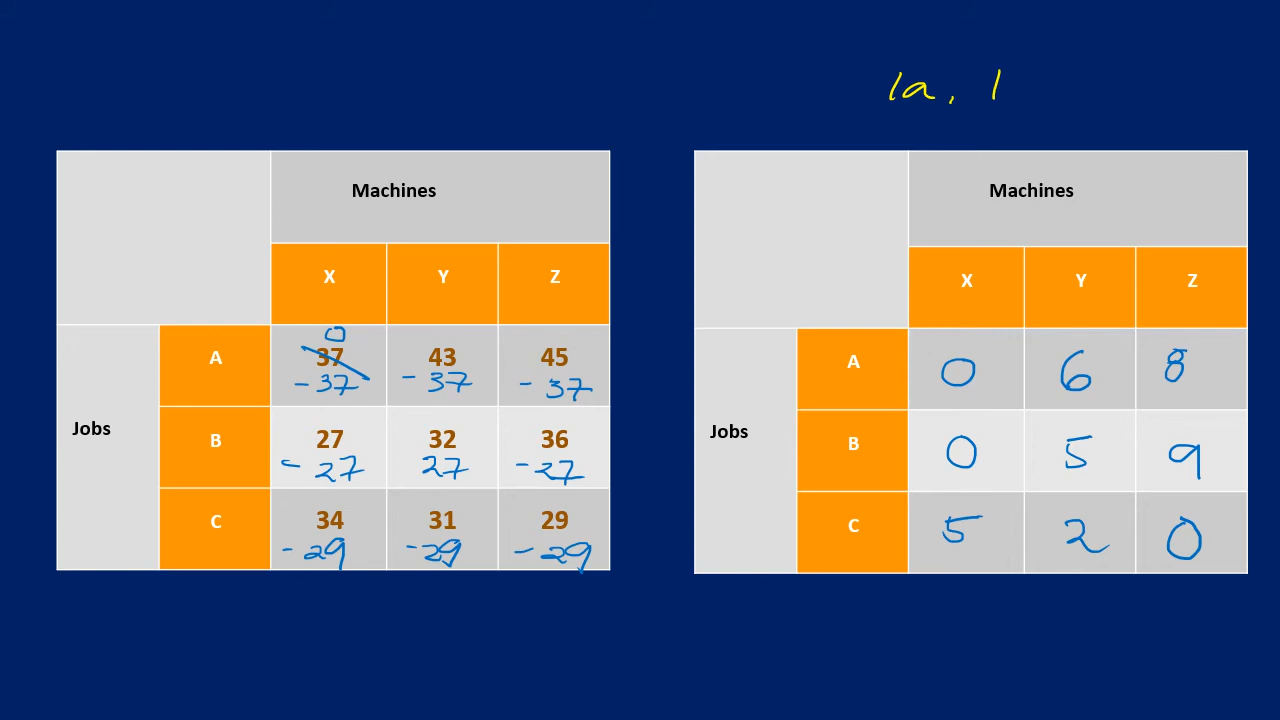 1a, 1
Machines
X Y Z
0
A 37 43 45
-37 -37 -37
Jobs
B 27 32 36
-27 27 -27
C 34 31 29
-29 -29 -29
Machines
X Y Z
A 0 6 8
Jobs
B 0 5 9
C 5 2 0